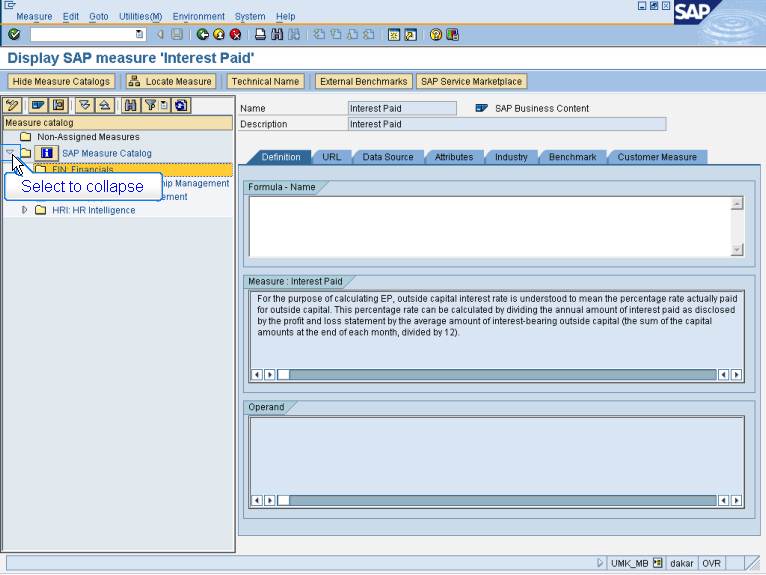 Measure Edit Goto Utilities(M) Environment System Help
SAP
Display SAP measure 'Interest Paid'
Hide Measure Catalogs Locate Measure Technical Name External Benchmarks SAP Service Marketplace
Measure catalog
Non-Assigned Measures
SAP Measure Catalog
FIN: Financials
Select to collapse
ip Management
ement
HRI: HR Intelligence
Name Interest Paid SAP Business Content
Description Interest Paid
Definition URL Data Source Attributes Industry Benchmark Customer Measure
Formula - Name
Measure : Interest Paid
For the purpose of calculating EP, outside capital interest rate is understood to mean the percentage rate actually paid
for outside capital. This percentage rate can be calculated by dividing the annual amount of interest paid as disclosed
by the profit and loss statement by the average amount of interest-bearing outside capital (the sum of the capital
amounts at the end of each month, divided by 12).
Operand
UMK_MB dakar OVR